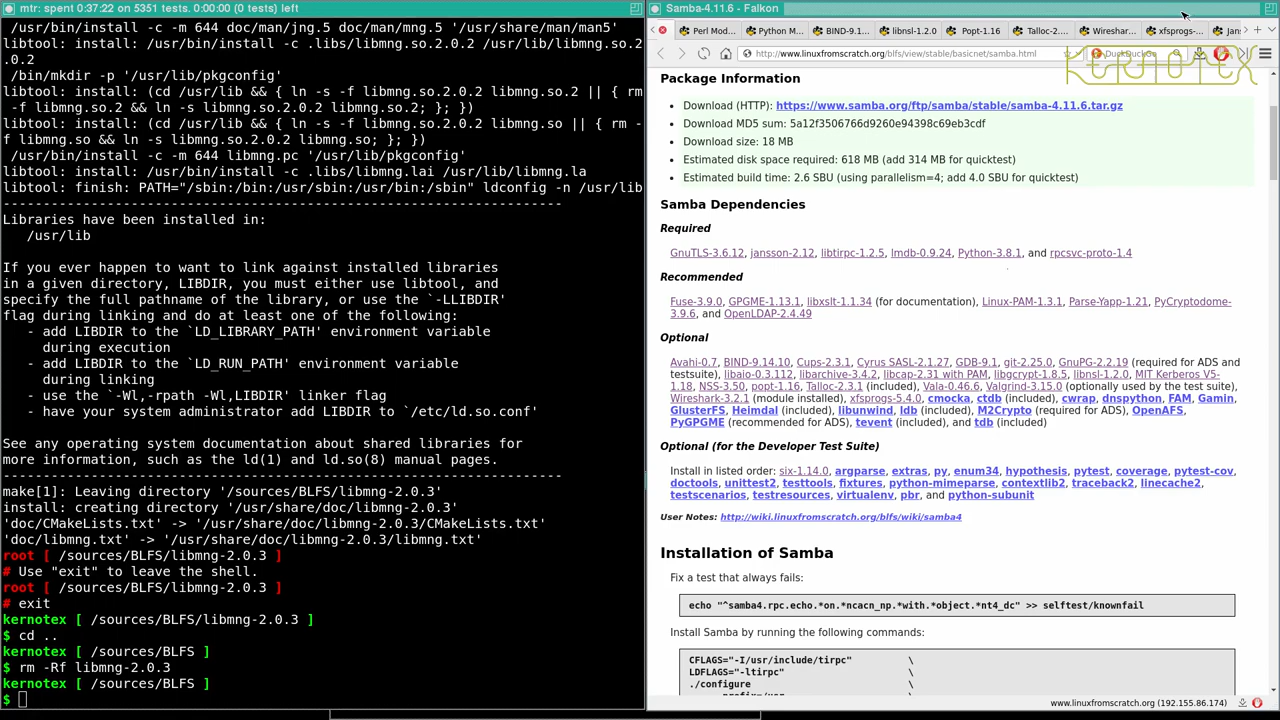 mtr: spent 0:37:22 on 5351 tests. 0:00:00 (0 tests) left
/usr/bin/install -c -m 644 doc/man/jng.5 doc/man/mng.5 '/usr/share/man/man5'
libtool: install: /usr/bin/install -c .libs/libmng.so.2.0.2 /usr/lib/libmng.so.2
.0.2
/bin/mkdir -p '/usr/lib/pkgconfig'
libtool: install: (cd /usr/lib && { ln -s -f libmng.so.2.0.2 libmng.so.2 || { rm
-f libmng.so.2 && ln -s libmng.so.2.0.2 libmng.so.2; }; })
libtool: install: (cd /usr/lib && { ln -s -f libmng.so.2.0.2 libmng.so || { rm -
f libmng.so && ln -s libmng.so.2.0.2 libmng.so; }; })
/usr/bin/install -c -m 644 libmng.pc '/usr/lib/pkgconfig'
libtool: install: /usr/bin/install -c .libs/libmng.lai /usr/lib/libmng.la
libtool: finish: PATH="/sbin:/bin:/usr/sbin:/usr/bin:/sbin" ldconfig -n /usr/lib
----------------------------------------------------------------------
Libraries have been installed in:
/usr/lib
If you ever happen to want to link against installed libraries
in a given directory, LIBDIR, you must either use libtool, and
specify the full pathname of the library, or use the `-LLIBDIR'
flag during linking and do at least one of the following:
- add LIBDIR to the `LD_LIBRARY_PATH' environment variable
during execution
- add LIBDIR to the `LD_RUN_PATH' environment variable
during linking
- use the `-Wl,-rpath -Wl,LIBDIR' linker flag
- have your system administrator add LIBDIR to `/etc/ld.so.conf'
See any operating system documentation about shared libraries for
more information, such as the ld(1) and ld.so(8) manual pages.
----------------------------------------------------------------------
make[1]: Leaving directory '/sources/BLFS/libmng-2.0.3'
install: creating directory '/usr/share/doc/libmng-2.0.3'
'doc/CMakeLists.txt' -> '/usr/share/doc/libmng-2.0.3/CMakeLists.txt'
'doc/libmng.txt' -> '/usr/share/doc/libmng-2.0.3/libmng.txt'
root [ /sources/BLFS/libmng-2.0.3 ]
# Use "exit" to leave the shell.
root [ /sources/BLFS/libmng-2.0.3 ]
# exit
kernotex [ /sources/BLFS/libmng-2.0.3 ]
$ cd ..
kernotex [ /sources/BLFS ]
$ rm -Rf libmng-2.0.3
kernotex [ /sources/BLFS ]
$
Samba-4.11.6 - Falkon
Perl Mod... Python M... BIND-9.1... libnsl-1.2.0 Popt-1.16 Talloc-2.... Wireshar... xfsprogs-... Jan
http://www.linuxfromscratch.org/blfs/view/stable/basicnet/samba.html DuckDuckGo
KERNOTEX
Package Information
• Download (HTTP): https://www.samba.org/ftp/samba/stable/samba-4.11.6.tar.gz
• Download MD5 sum: 5a12f3506766d9260e94398c69eb3cdf
• Download size: 18 MB
• Estimated disk space required: 618 MB (add 314 MB for quicktest)
• Estimated build time: 2.6 SBU (using parallelism=4; add 4.0 SBU for quicktest)
Samba Dependencies
Required
GnuTLS-3.6.12, jansson-2.12, libtirpc-1.2.5, lmdb-0.9.24, Python-3.8.1, and rpcsvc-proto-1.4
Recommended
Fuse-3.9.0, GPGME-1.13.1, libxslt-1.1.34 (for documentation), Linux-PAM-1.3.1, Parse-Yapp-1.21, PyCryptodome-
3.9.6, and OpenLDAP-2.4.49
Optional
Avahi-0.7, BIND-9.14.10, Cups-2.3.1, Cyrus SASL-2.1.27, GDB-9.1, git-2.25.0, GnuPG-2.2.19 (required for ADS and
testsuite), libaio-0.3.112, libarchive-3.4.2, libcap-2.31 with PAM, libgcrypt-1.8.5, libnsl-1.2.0, MIT Kerberos V5-
1.18, NSS-3.50, popt-1.16, Talloc-2.3.1 (included), Vala-0.46.6, Valgrind-3.15.0 (optionally used by the test suite),
Wireshark-3.2.1 (module installed), xfsprogs-5.4.0, cmocka, ctdb (included), cwrap, dnspython, FAM, Gamin,
GlusterFS, Heimdal (included), libunwind, ldb (included), M2Crypto (required for ADS), OpenAFS,
PyGPGME (recommended for ADS), tevent (included), and tdb (included)
Optional (for the Developer Test Suite)
Install in listed order: six-1.14.0, argparse, extras, py, enum34, hypothesis, pytest, coverage, pytest-cov,
doctools, unittest2, testtools, fixtures, python-mimeparse, contextlib2, traceback2, linecache2,
testscenarios, testresources, virtualenv, pbr, and python-subunit
User Notes: http://wiki.linuxfromscratch.org/blfs/wiki/samba4
Installation of Samba
Fix a test that always fails:
echo "^samba4.rpc.echo.*on.*ncacn_np.*with.*object.*nt4_dc" >> selftest/knownfail
Install Samba by running the following commands:
CFLAGS="-I/usr/include/tirpc" \
LDFLAGS="-ltirpc" \
./configure \
www.linuxfromscratch.org (192.155.86.174)